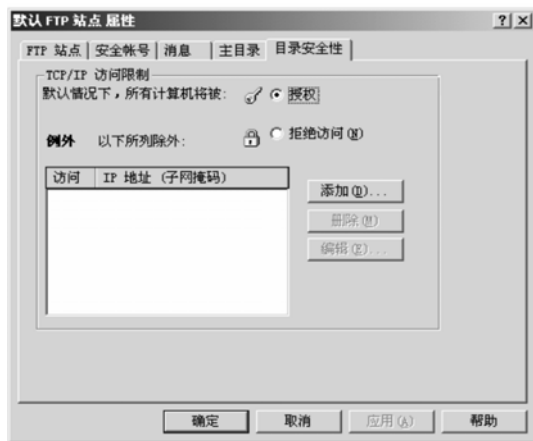 默认 FTP 站点 属性
FTP 站点 安全帐号 消息 主目录 目录安全性
TCP/IP 访问限制
默认情况下，所有计算机将被： 授权
例外 以下所列除外： 拒绝访问(N)
访问 IP 地址 (子网掩码)
添加(D)...
删除(M)
编辑(E)...
确定 取消 应用(A) 帮助